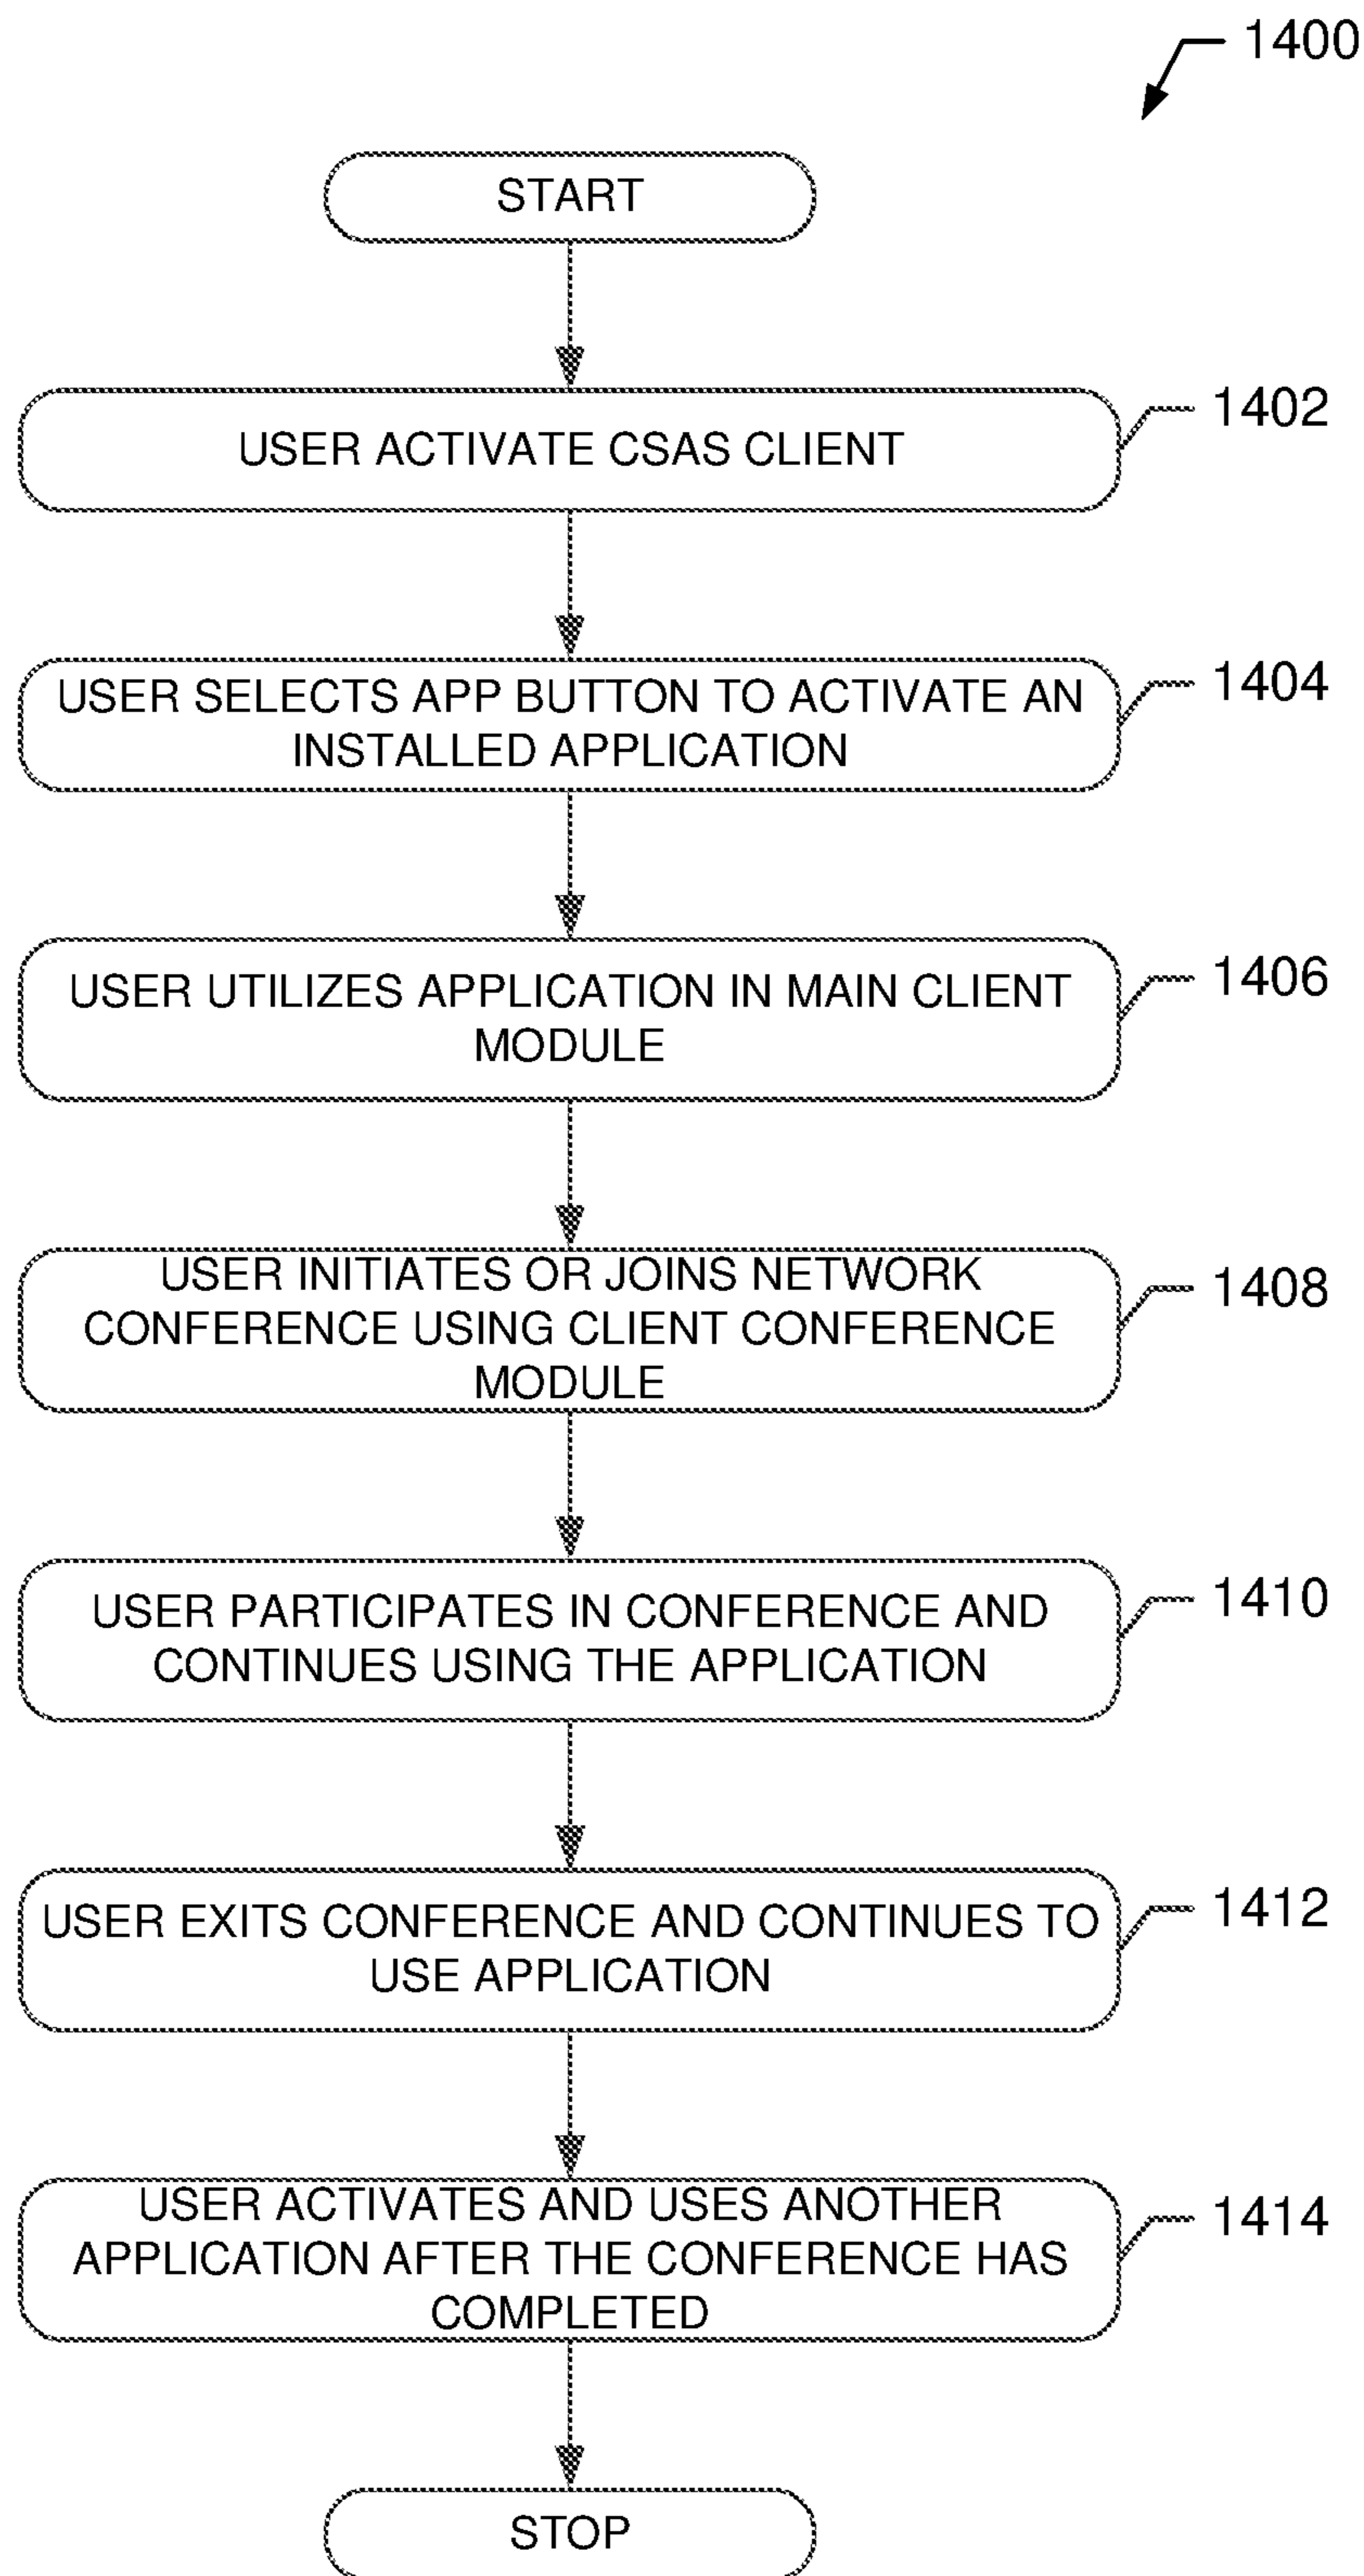 1400
START
USER ACTIVATE CSAS CLIENT
1402
USER SELECTS APP BUTTON TO ACTIVATE AN
INSTALLED APPLICATION
1404
USER UTILIZES APPLICATION IN MAIN CLIENT
MODULE
1406
USER INITIATES OR JOINS NETWORK
CONFERENCE USING CLIENT CONFERENCE
MODULE
1408
USER PARTICIPATES IN CONFERENCE AND
CONTINUES USING THE APPLICATION
1410
USER EXITS CONFERENCE AND CONTINUES TO
USE APPLICATION
1412
USER ACTIVATES AND USES ANOTHER
APPLICATION AFTER THE CONFERENCE HAS
COMPLETED
1414
STOP